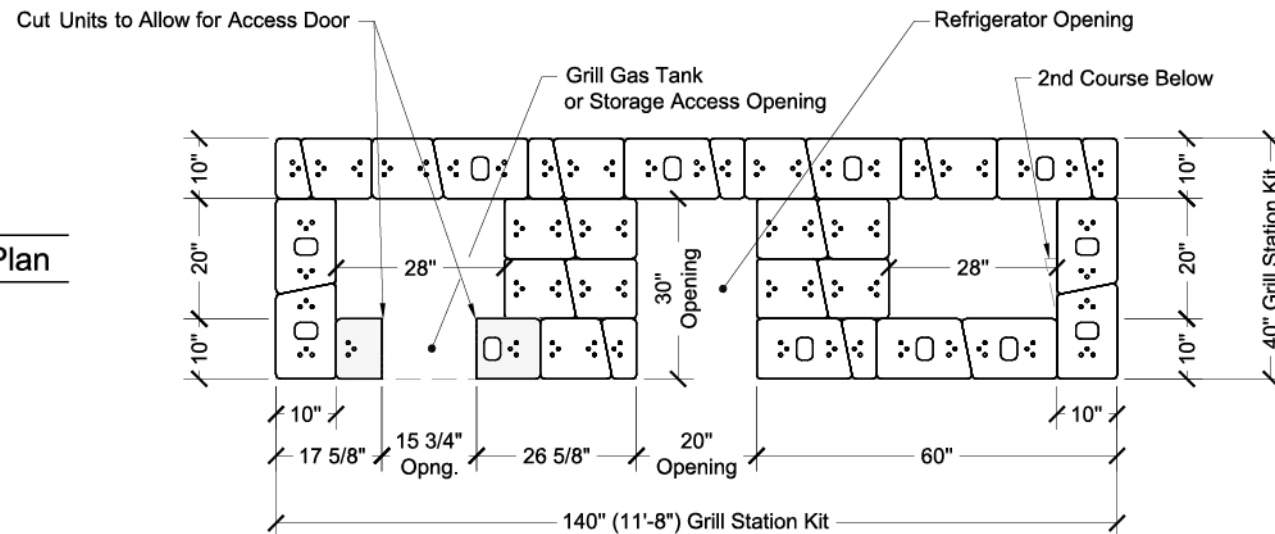 Cut Units to Allow for Access Door
Refrigerator Opening
Grill Gas Tank
or Storage Access Opening
2nd Course Below
10"
10"
Plan
20"
28"
30"
Opening
28"
20"
40" Grill Station Kit
10"
10"
10"
10"
17 5/8"
15 3/4"
Opng.
26 5/8"
20"
Opening
60"
140" (11'-8") Grill Station Kit